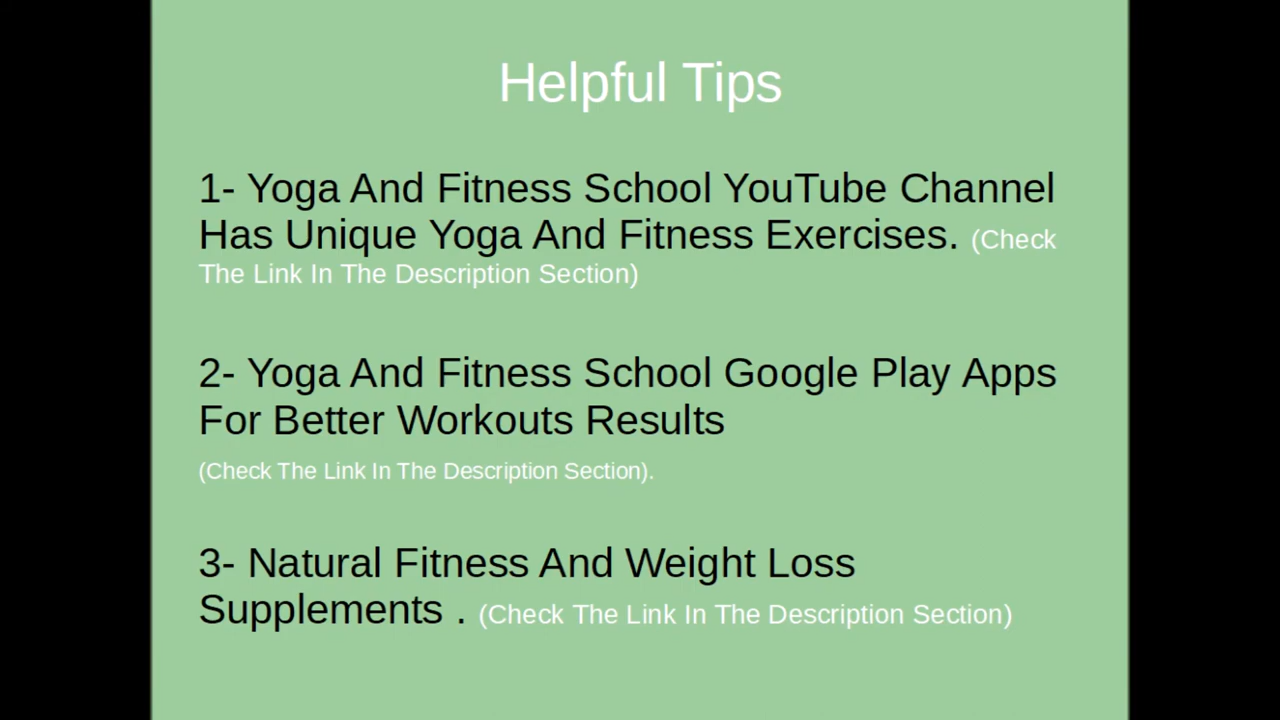 Helpful Tips
1- Yoga And Fitness School YouTube Channel
Has Unique Yoga And Fitness Exercises. (Check
The Link In The Description Section)
2- Yoga And Fitness School Google Play Apps
For Better Workouts Results
(Check The Link In The Description Section).
3- Natural Fitness And Weight Loss
Supplements . (Check The Link In The Description Section)